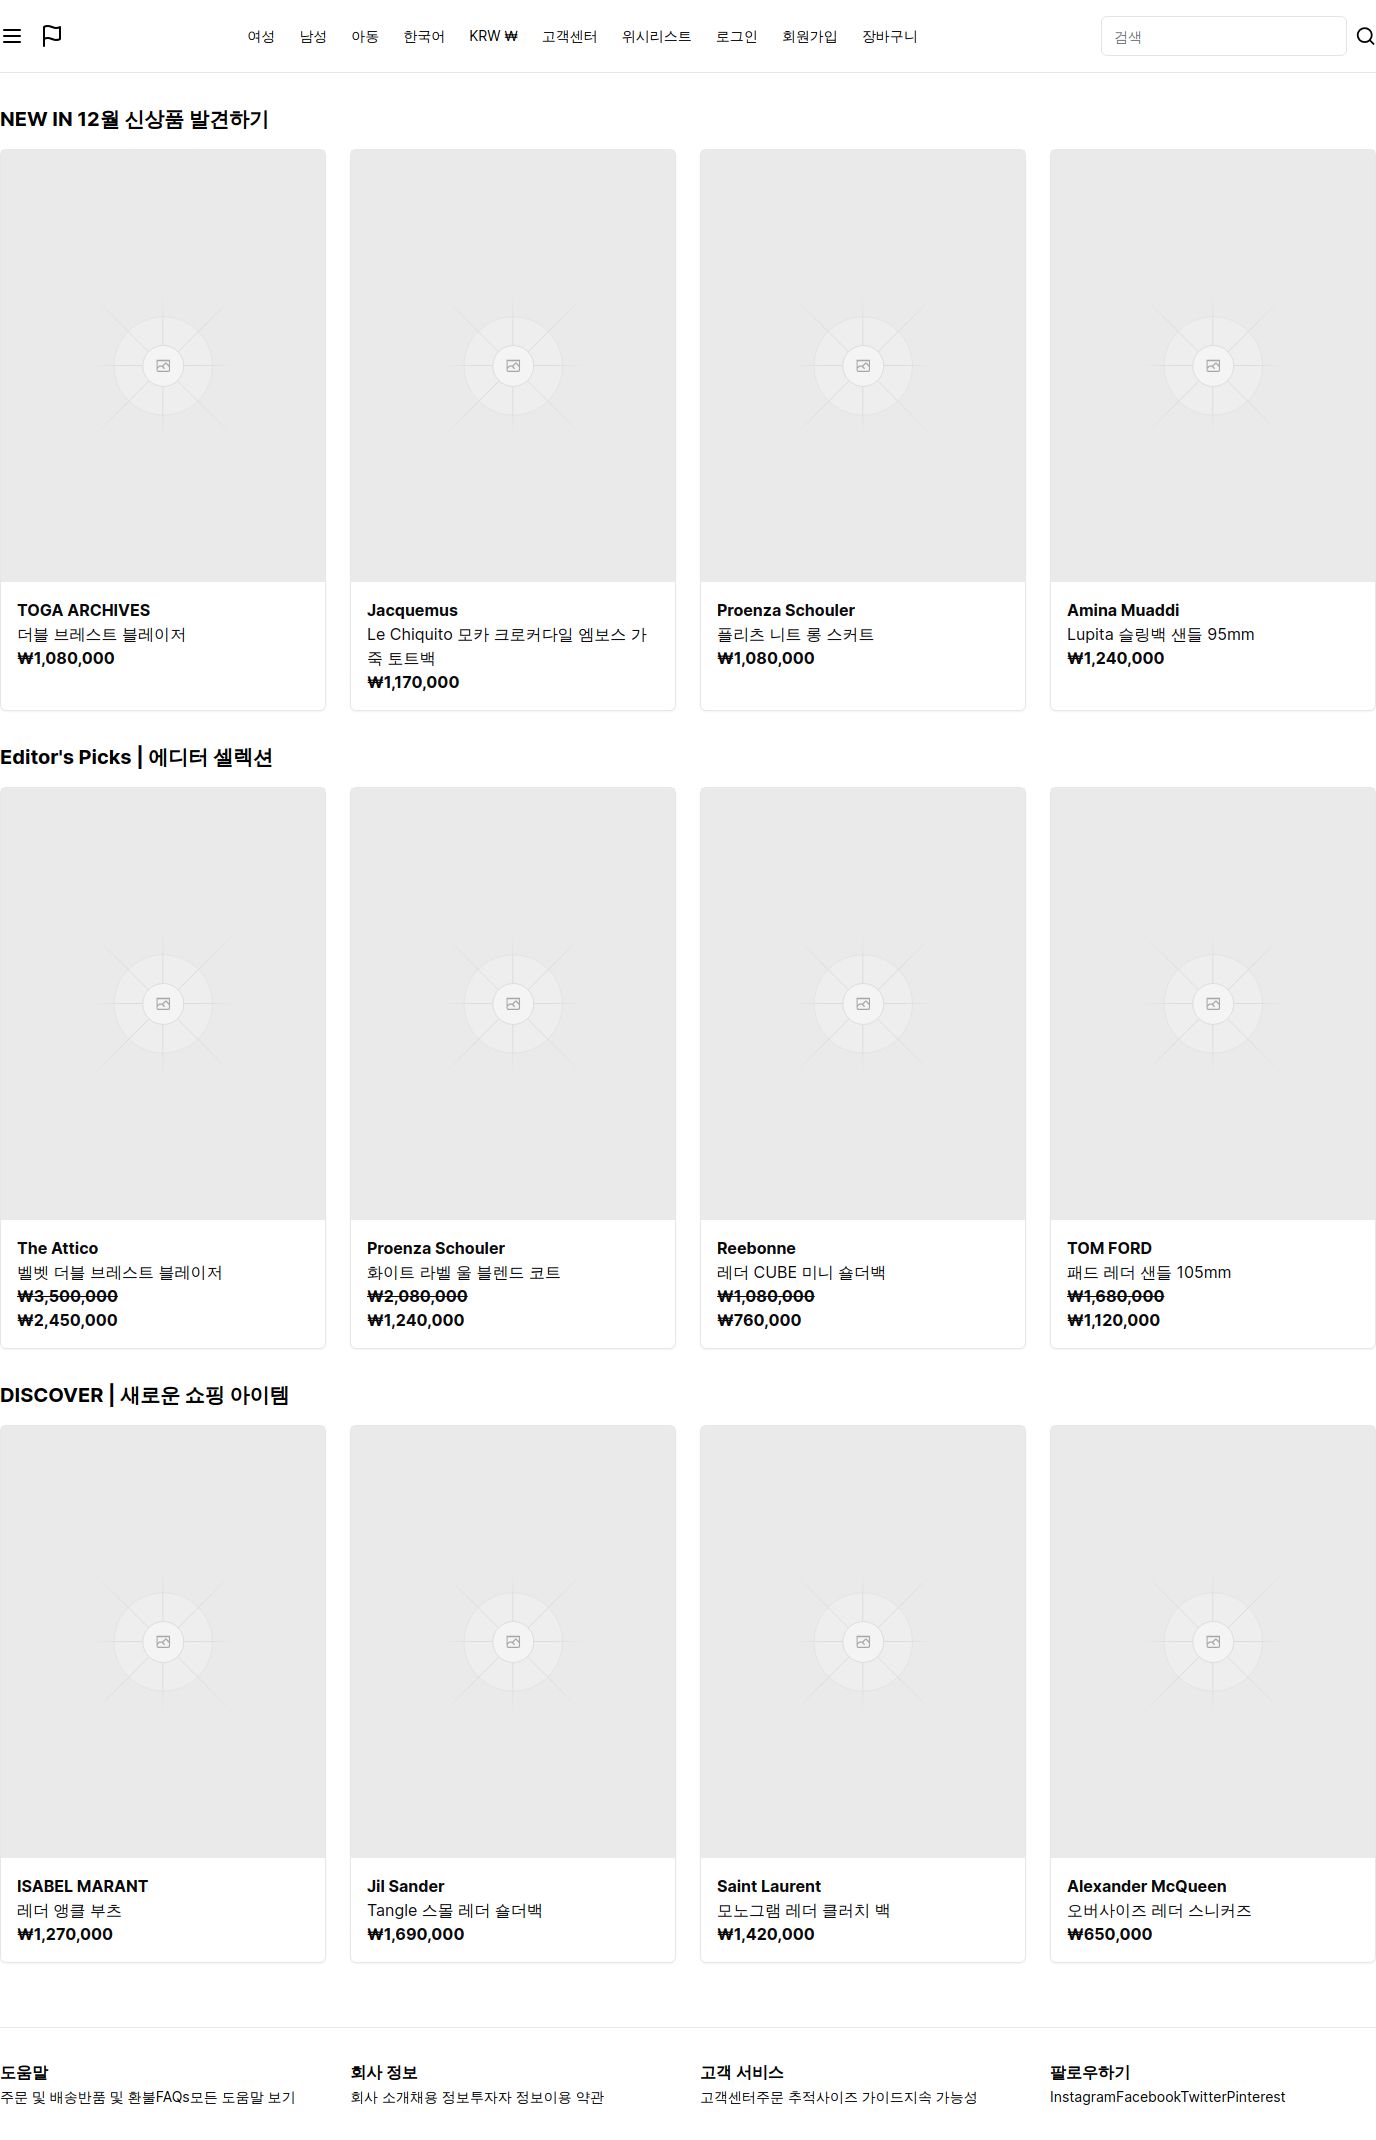 여성 남성 아동 한국어 KRW ₩ 고객센터 위시리스트 로그인 회원가입 장바구니 검색
NEW IN 12월 신상품 발견하기
TOGA ARCHIVES
더블 브레스트 블레이저
₩1,080,000
Jacquemus
Le Chiquito 모카 크로커다일 엠보스 가
죽 토트백
₩1,170,000
Proenza Schouler
플리츠 니트 롱 스커트
₩1,080,000
Amina Muaddi
Lupita 슬링백 샌들 95mm
₩1,240,000
Editor's Picks | 에디터 셀렉션
The Attico
벨벳 더블 브레스트 블레이저
₩3,500,000
₩2,450,000
Proenza Schouler
화이트 라벨 울 블렌드 코트
₩2,080,000
₩1,240,000
Reebonne
레더 CUBE 미니 숄더백
₩1,080,000
₩760,000
TOM FORD
패드 레더 샌들 105mm
₩1,680,000
₩1,120,000
DISCOVER | 새로운 쇼핑 아이템
ISABEL MARANT
레더 앵클 부츠
₩1,270,000
Jil Sander
Tangle 스몰 레더 숄더백
₩1,690,000
Saint Laurent
모노그램 레더 클러치 백
₩1,420,000
Alexander McQueen
오버사이즈 레더 스니커즈
₩650,000
도움말
주문 및 배송반품 및 환불FAQs모든 도움말 보기
회사 정보
회사 소개채용 정보투자자 정보이용 약관
고객 서비스
고객센터주문 추적사이즈 가이드지속 가능성
팔로우하기
InstagramFacebookTwitterPinterest